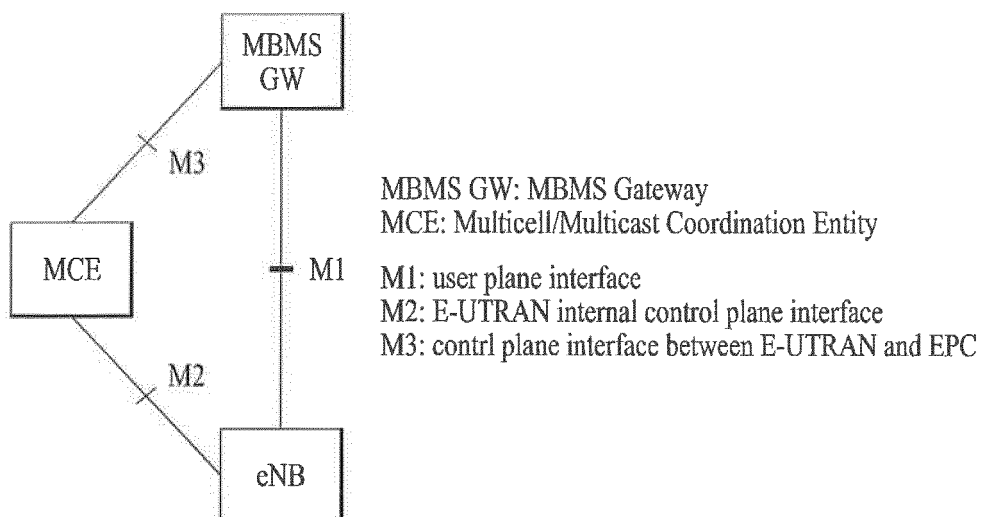 MBMS
GW
M3
MBMS GW: MBMS Gateway
MCE: Multicell/Multicast Coordination Entity
MCE
M1
M1: user plane interface
M2: E-UTRAN internal control plane interface
M3: contrl plane interface between E-UTRAN and EPC
M2
eNB